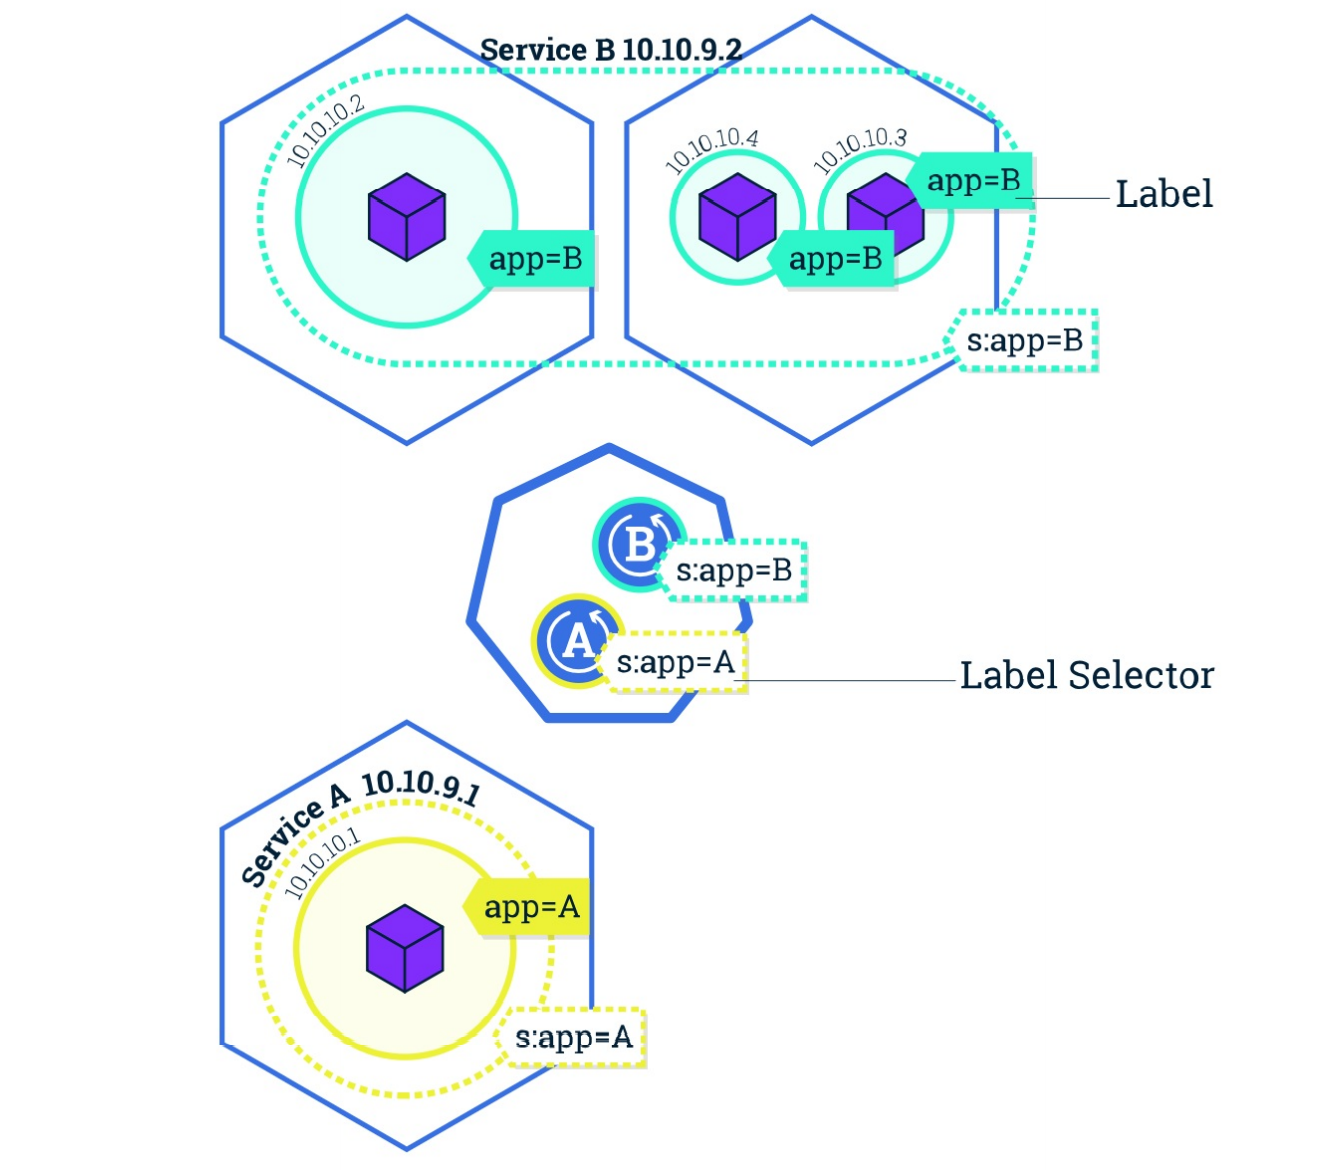 Service B 10.10.9.2
10.10.10.2
10.10.10.4
10.10.10.3
app=B
Label
app=B
app=B
s:app=B
B
s:app=B
A
s:app=A
Label Selector
Service A 10.10.9.1
10.10.10.1
app=A
s:app=A